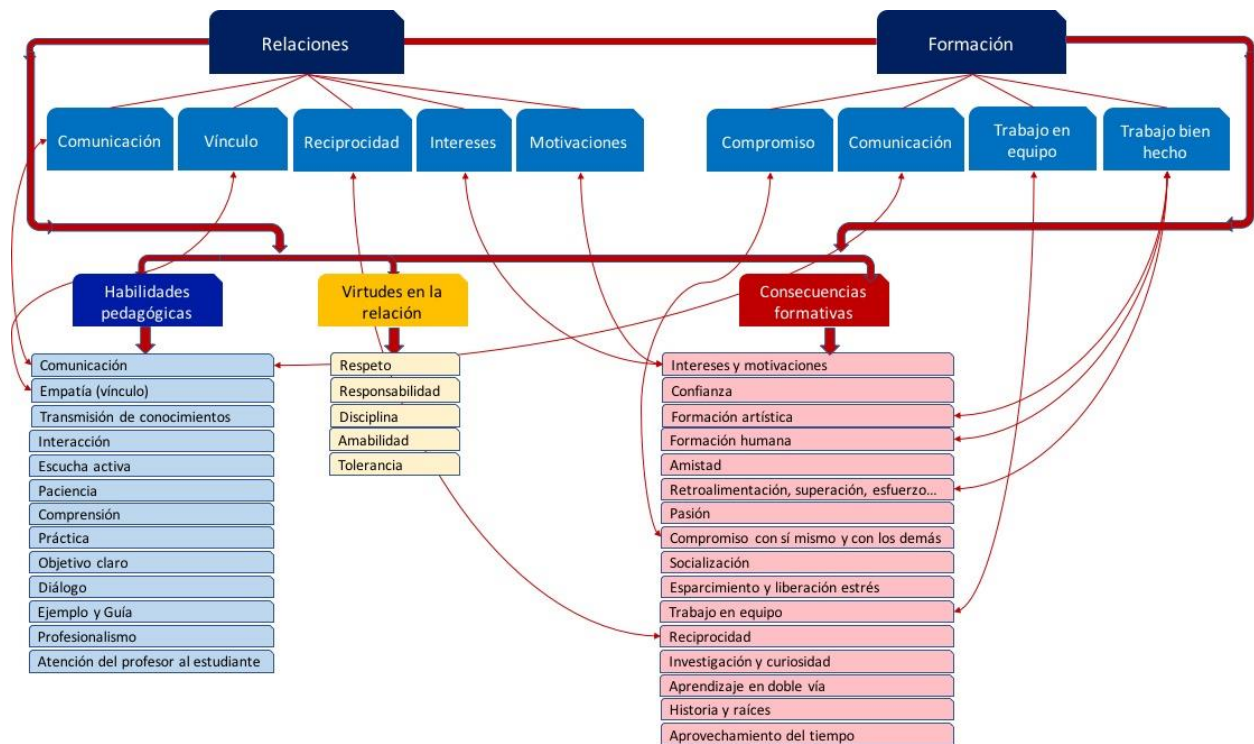 Relaciones
Formación
Comunicación
Vínculo
Reciprocidad
Intereses
Motivaciones
Compromiso
Comunicación
Trabajo en
equipo
Trabajo bien
hecho
Habilidades
pedagógicas
Virtudes en la
relación
Consecuencias
formativas
Comunicación
Empatía (vínculo)
Transmisión de conocimientos
Interacción
Escucha activa
Paciencia
Comprensión
Práctica
Objetivo claro
Diálogo
Ejemplo y Guía
Profesionalismo
Atención del profesor al estudiante
Respeto
Responsabilidad
Disciplina
Amabilidad
Tolerancia
Intereses y motivaciones
Confianza
Formación artística
Formación humana
Amistad
Retroalimentación, superación, esfuerzo...
Pasión
Compromiso con sí mismo y con los demás
Socialización
Esparcimiento y liberación estrés
Trabajo en equipo
Reciprocidad
Investigación y curiosidad
Aprendizaje en doble vía
Historia y raíces
Aprovechamiento del tiempo